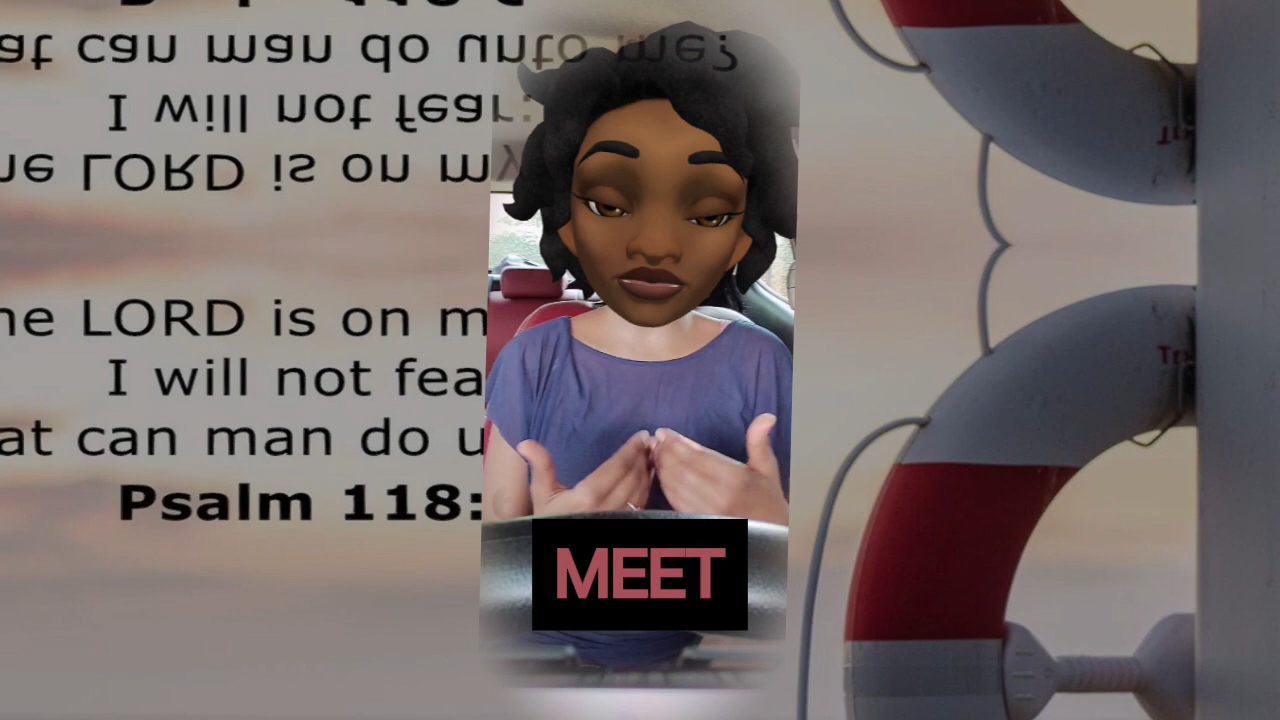 at can man do unto me?
I will not fear:
he LORD is on my
he LORD is on m
I will not fea
at can man do u
Psalm 118:
MEET